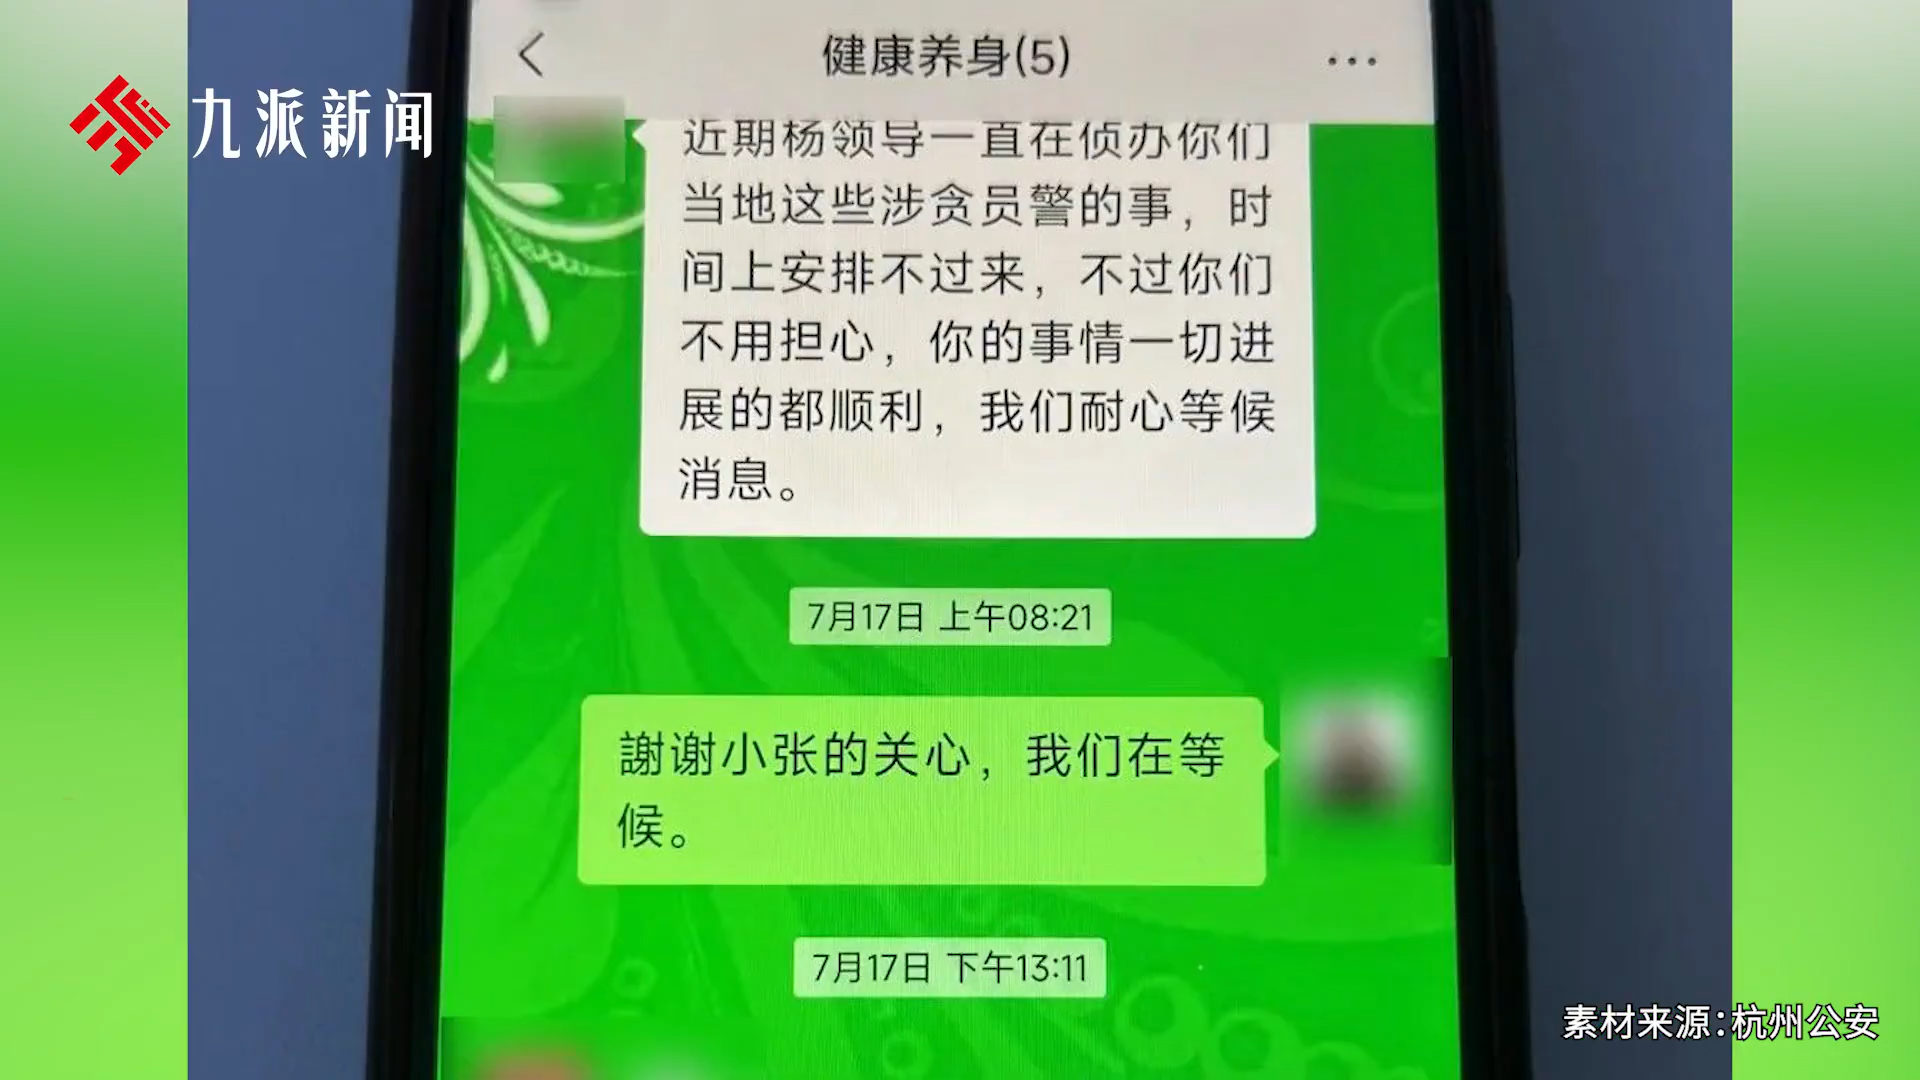 健康养身(5)
九派新闻
近期杨领导一直在侦办你们
当地这些涉贪员警的事，时
间上安排不过来，不过你们
不用担心，你的事情一切进
展的都顺利，我们耐心等候
消息。
7月17日 上午08:21
謝谢小张的关心，我们在等
候。
7月17日 下午13:11
素材来源：杭州公安